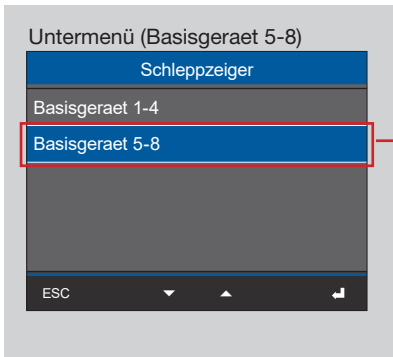 Untermenü (Basisgeraet 5-8)
Schleppzeiger
Basisgeraet 1-4
Basisgeraet 5-8
ESC